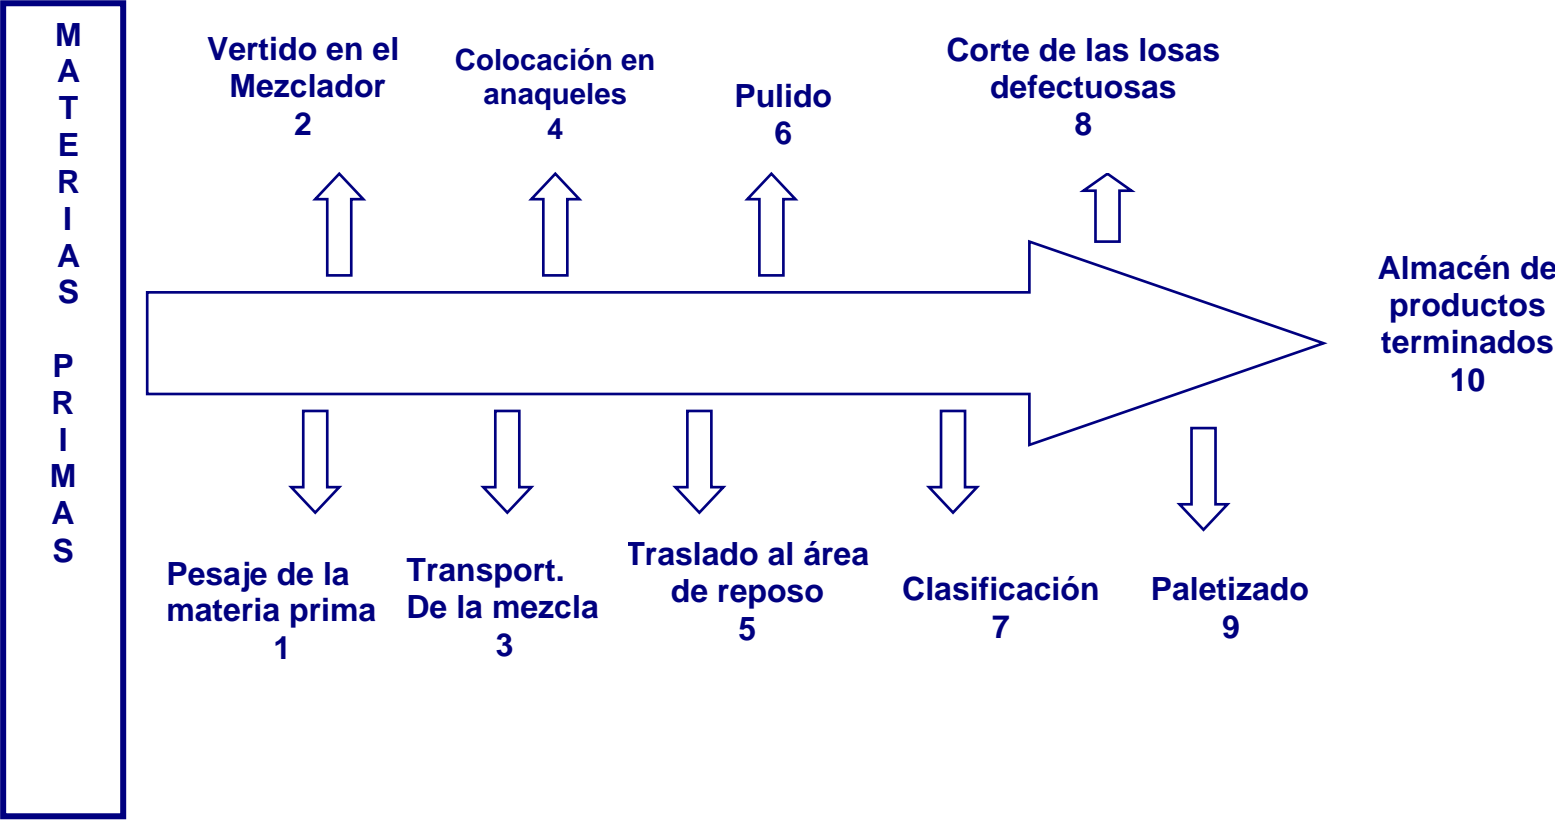 M
A
T
E
R
I
A
S
P
R
I
M
A
S
Vertido en el
Mezclador
2
Colocación en
anaqueles
4
Pulido
6
Corte de las losas
defectuosas
8
Almacén de
productos
terminados
10
Pesaje de la
materia prima
1
Transport.
De la mezcla
3
Traslado al área
de reposo
5
Clasificación
7
Paletizado
9